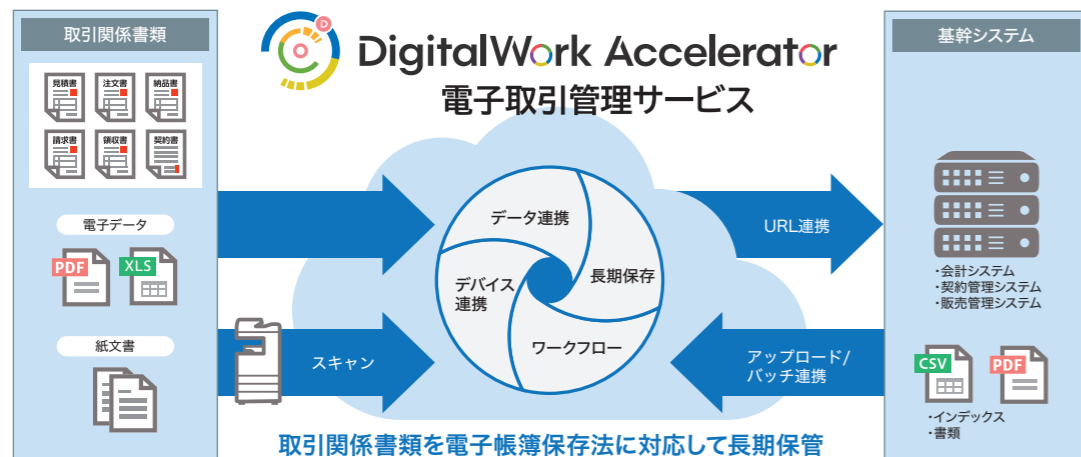 取引関係書類
見積書
注文書
納品書
請求書
領収書
契約書
電子データ
PDF
XLS
紙文書
D
DigitalWork Accelerator
電子取引管理サービス
スキャン
データ連携
デバイス
連携
長期保存
ワークフロー
URL連携
アップロード/
バッチ連携
取引関係書類を電子帳簿保存法に対応して長期保管
基幹システム
・会計システム
・契約管理システム
・販売管理システム
CSV
PDF
・インデックス
・書類